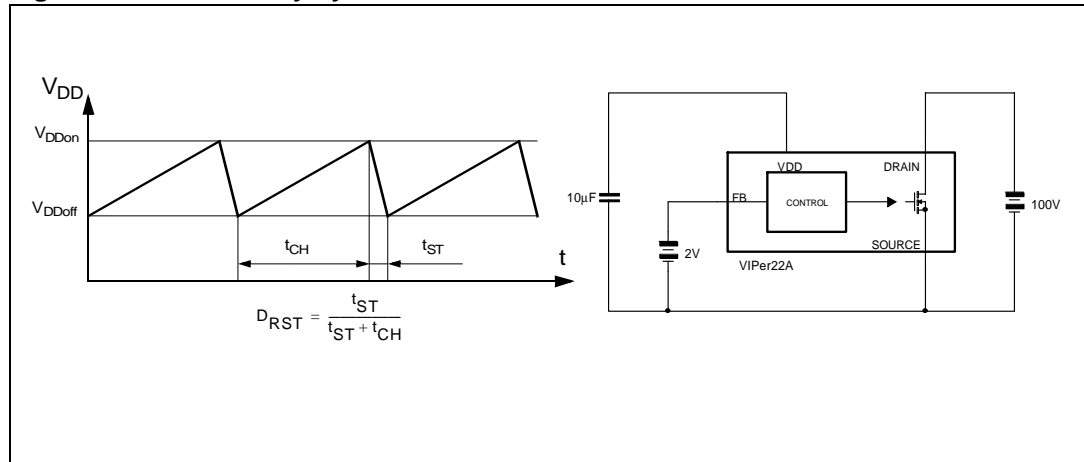 VDD
VDDon
VDDoff
tCH
tST
t
DRST = tST / tST + tCH
10μF
2V
FB
VDD
DRAIN
CONTROL
SOURCE
VIPer22A
100V